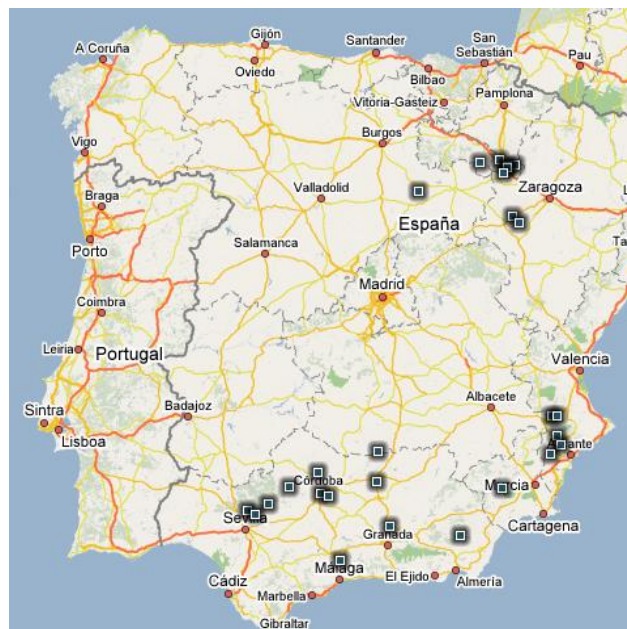 Gijón
A Coruña
Santander
San
Sebastián
Oviedo
Bilbao
Pau
Vitoria-Gasteiz
Pamplona
Vigo
Burgos
Braga
Valladolid
Zaragoza
España
Porto
Salamanca
Madrid
Coimbra
Leiria
Portugal
Valencia
Albacete
Sintra
Badajoz
Lisboa
Murcia
Córdoba
Sevilla
Cartagena
Granada
Málaga
El Ejido
Almería
Cádiz
Marbella
Gibraltar